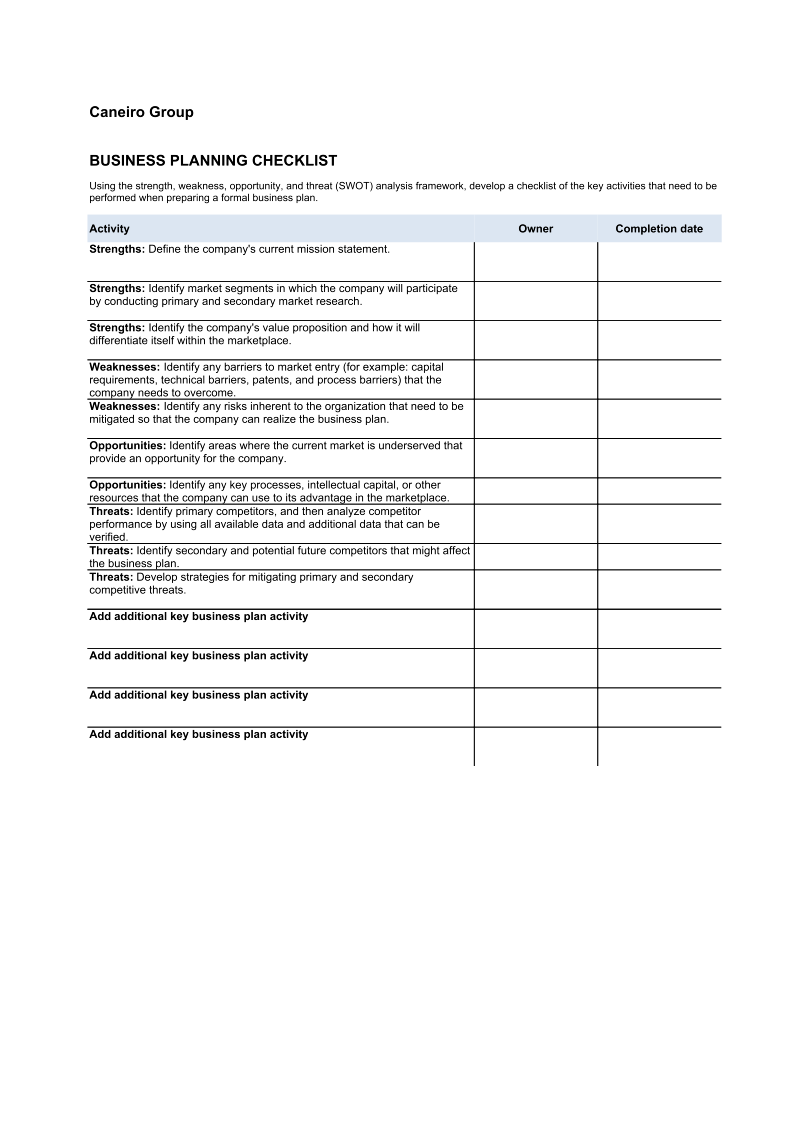 Caneiro Group
BUSINESS PLANNING CHECKLIST
Using the strength, weakness, opportunity, and threat (SWOT) analysis framework, develop a checklist of the key activities that need to be
performed when preparing a formal business plan.
Activity Owner Completion date
Strengths: Define the company's current mission statement.
Strengths: Identify market segments in which the company will participate
by conducting primary and secondary market research.
Strengths: Identify the company's value proposition and how it will
differentiate itself within the marketplace.
Weaknesses: Identify any barriers to market entry (for example: capital
requirements, technical barriers, patents, and process barriers) that the
company needs to overcome.
Weaknesses: Identify any risks inherent to the organization that need to be
mitigated so that the company can realize the business plan.
Opportunities: Identify areas where the current market is underserved that
provide an opportunity for the company.
Opportunities: Identify any key processes, intellectual capital, or other
resources that the company can use to its advantage in the marketplace.
Threats: Identify primary competitors, and then analyze competitor
performance by using all available data and additional data that can be
verified.
Threats: Identify secondary and potential future competitors that might affect
the business plan.
Threats: Develop strategies for mitigating primary and secondary
competitive threats.
Add additional key business plan activity
Add additional key business plan activity
Add additional key business plan activity
Add additional key business plan activity